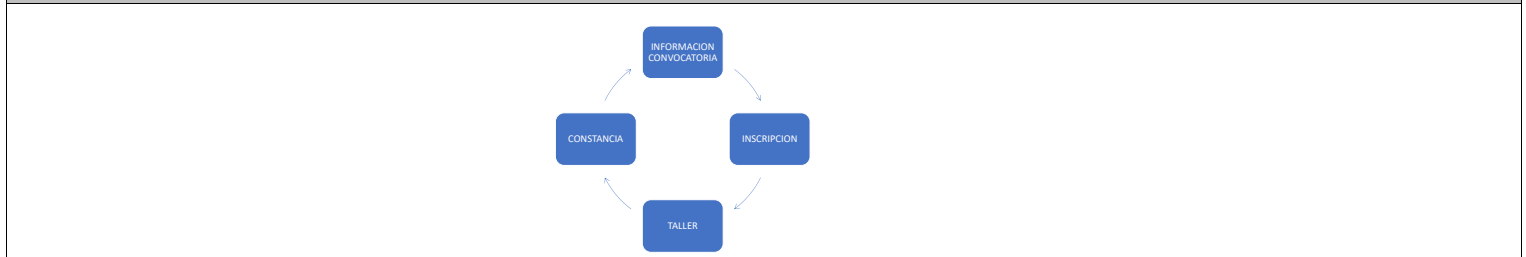 INFORMACION
CONVOCATORIA
CONSTANCIA
INSCRIPCION
TALLER